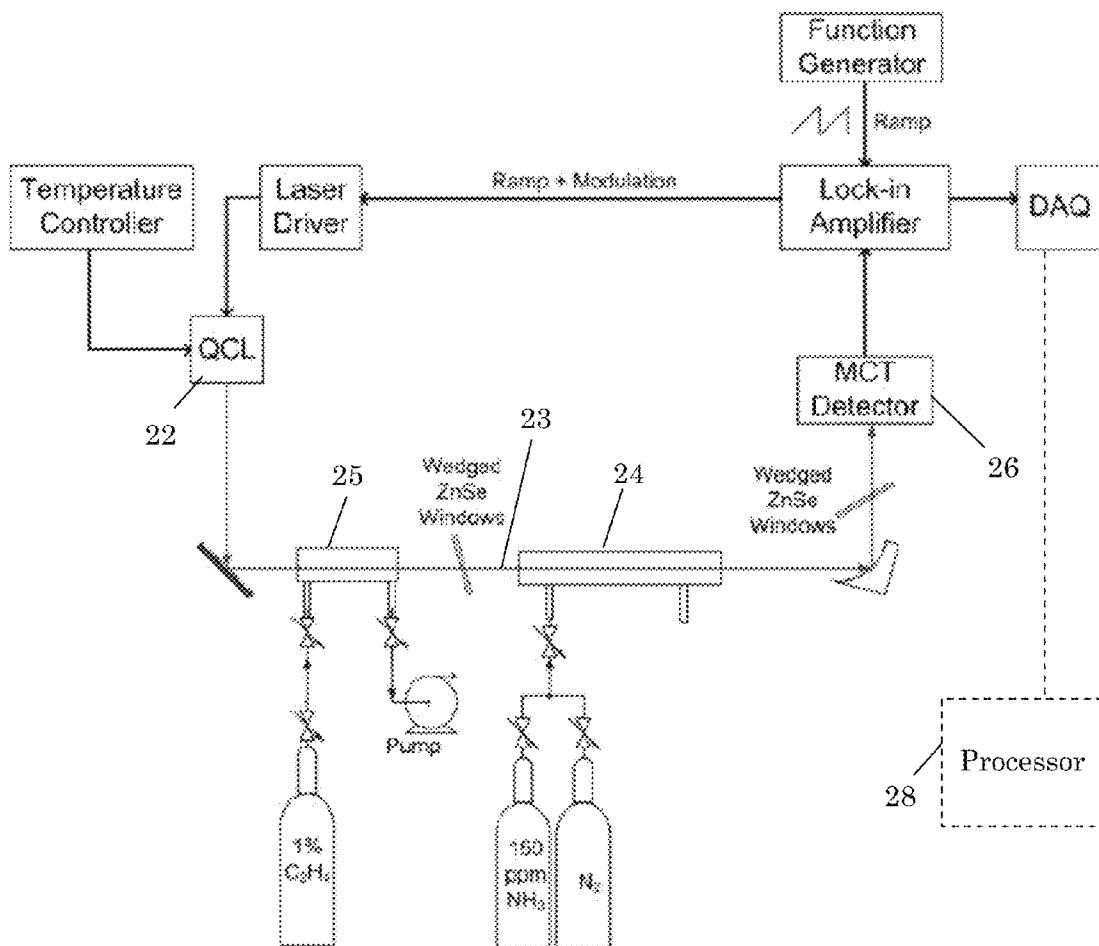 Function
Generator
Ramp
Temperature
Controller
Laser
Driver
Ramp + Modulation
Lock-in
Amplifier
DAQ
QCL
22
MCT
Detector
26
23
25
Wedged
ZnSe
Windows
24
Wedged
ZnSe
Windows
Pump
Processor
28
1%
C₂H₄
150
ppm
NH₃
N₂